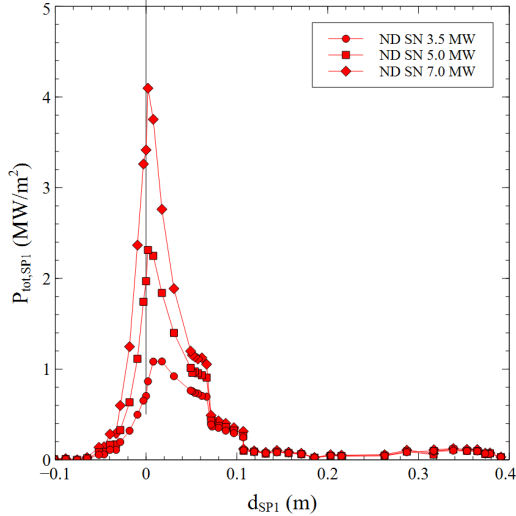 5
4
3
2
1
0
−0.1
0
0.1
0.2
0.3
0.4
P_tot,SP1 (MW/m²)
d_SP1 (m)
ND SN 3.5 MW
ND SN 5.0 MW
ND SN 7.0 MW